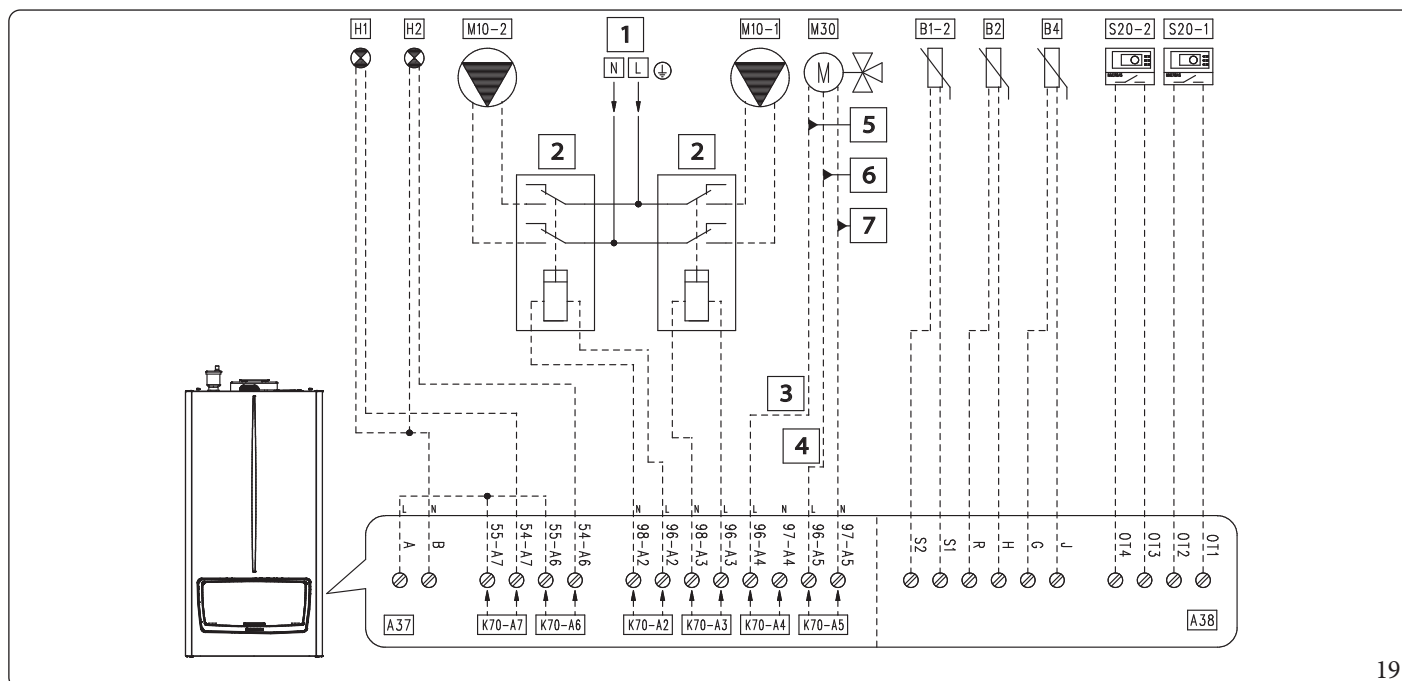 H1 H2 M10-2 1 M10-1 M30 B1-2 B2 B4 S20-2 S20-1
N L
M
5
2 2
6
7
3
4
L N N L N L L N L N
A B 55-A7 54-A7 55-A6 54-A6 98-A2 96-A2 98-A3 96-A3 96-A4 97-A4 96-A5 97-A5 S2 S1 R H G J OT4 OT3 OT2 OT1
A37 K70-A7 K70-A6 K70-A2 K70-A3 K70-A4 K70-A5 A38
19